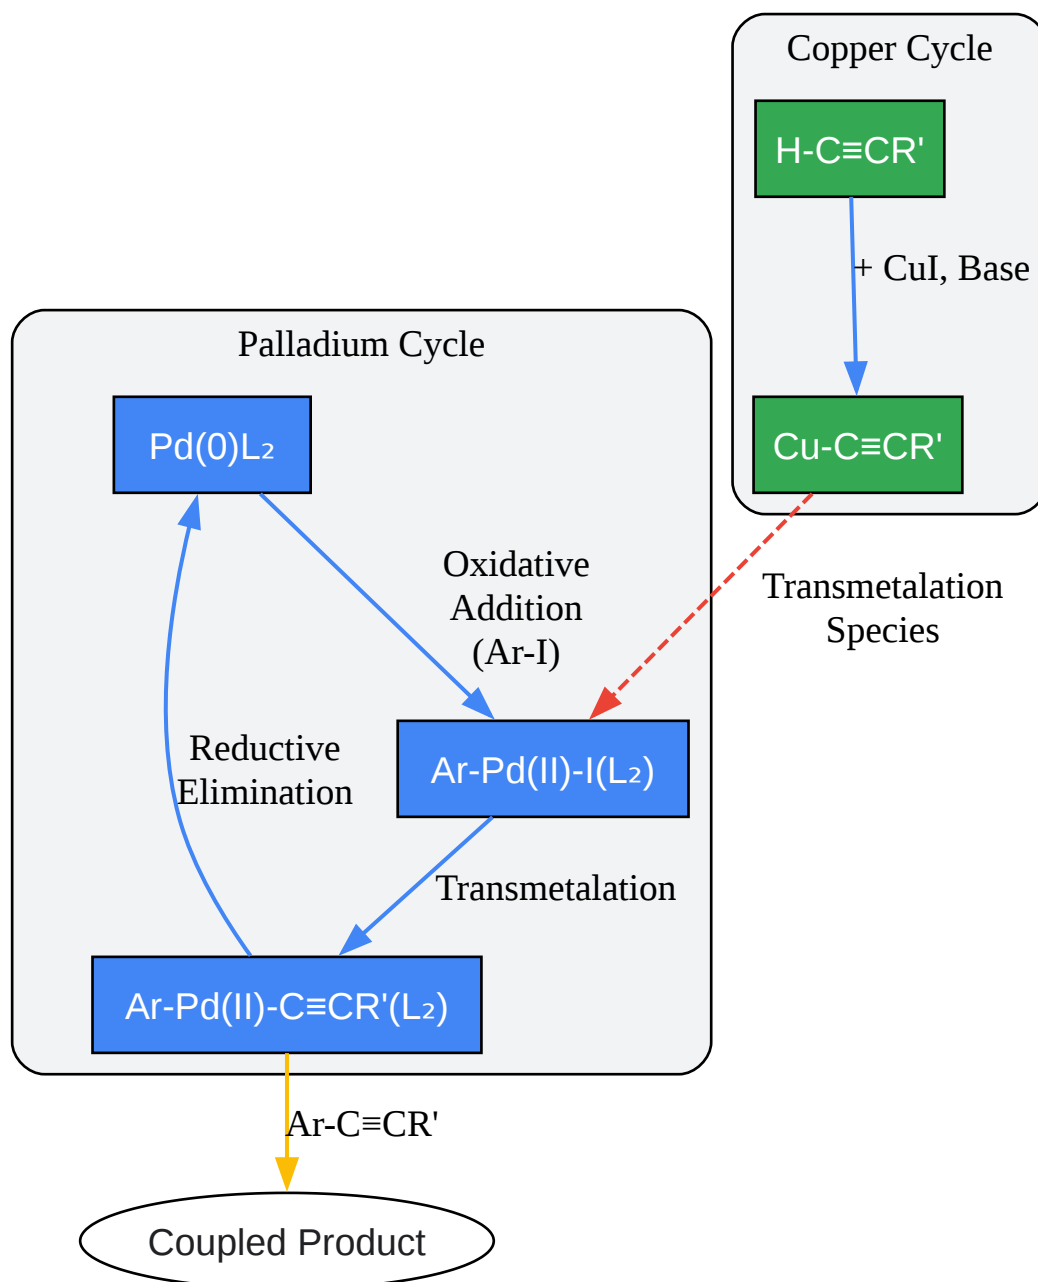 Copper Cycle
H-C≡CR'
+ CuI, Base
Palladium Cycle
Pd(0)L₂
Cu-C≡CR'
Oxidative
Addition
(Ar-I)
Transmetalation
Species
Reductive
Elimination
Ar-Pd(II)-I(L₂)
Transmetalation
Ar-Pd(II)-C≡CR'(L₂)
Ar-C≡CR'
Coupled Product